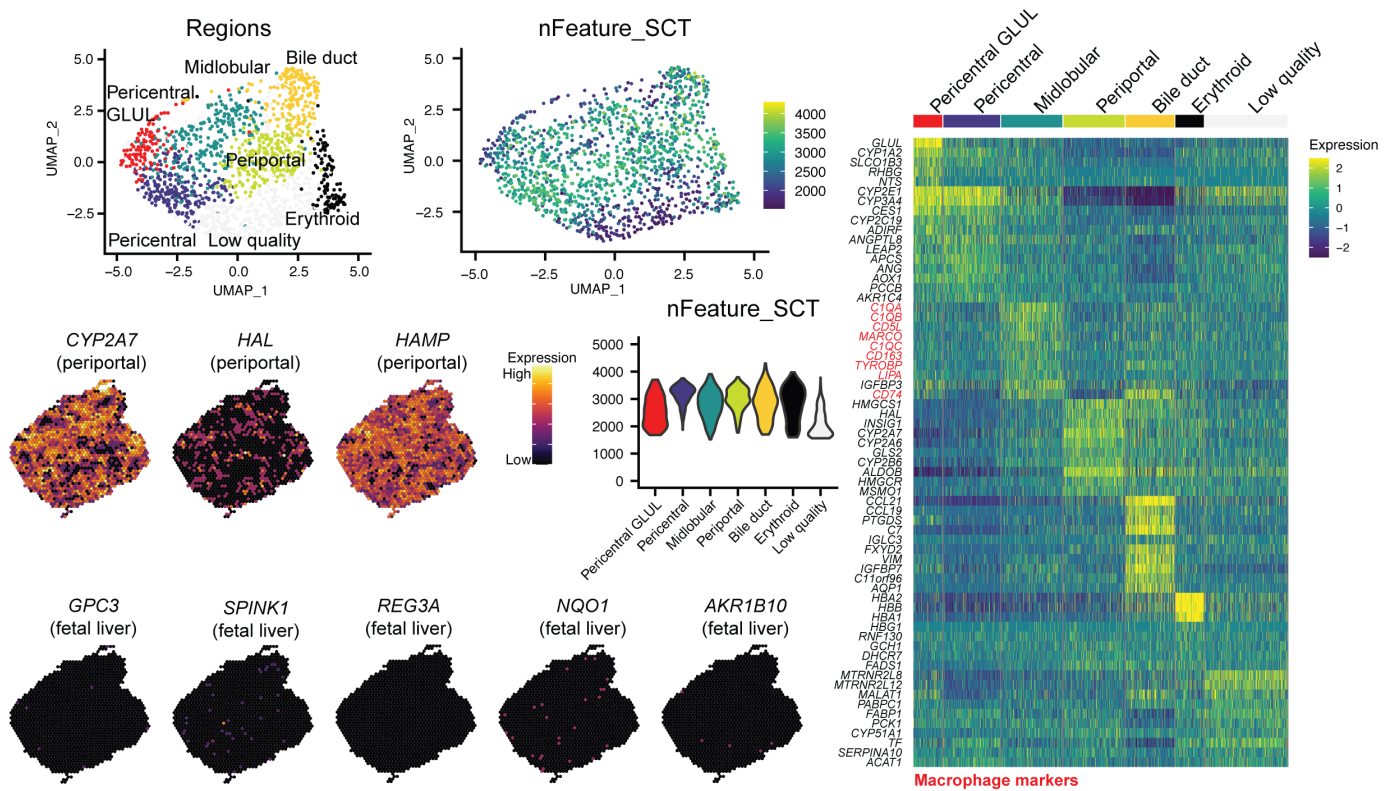 Regions
5.0
2.5
0.0
−2.5
UMAP_2
−5.0
−2.5
0.0
2.5
5.0
UMAP_1
Midlobular
Bile duct
Pericentral
GLUL
Periportal
Erythroid
Pericentral
Low quality
nFeature_SCT
5.0
2.5
0.0
−2.5
UMAP_2
−5.0
−2.5
0.0
2.5
5.0
UMAP_1
4000
3500
3000
2500
2000
CYP2A7
(periportal)
HAL
(periportal)
HAMP
(periportal)
Expression
High
Low
nFeature_SCT
5000
4000
3000
2000
1000
0
Pericentral GLUL
Pericentral
Midlobular
Periportal
Bile duct
Erythroid
Low quality
GPC3
(fetal liver)
SPINK1
(fetal liver)
REG3A
(fetal liver)
NQO1
(fetal liver)
AKR1B10
(fetal liver)
Pericentral GLUL
Pericentral
Midlobular
Periportal
Bile duct
Erythroid
Low quality
GLUL
CYP1A2
SLCO1B3
RHBG
NTS
CYP2E1
CYP3A4
CES1
CYP2C19
ADIRF
ANGPTL8
LEAP2
APCS
ANG
AOX1
PCCB
AKR1C4
C1QA
C1QB
CD5L
MARCO
C1QC
CD163
TYROBP
LIPA
IGFBP3
CD74
HMGCS1
HAL
INSIG1
CYP2A7
CYP2A6
GLS2
CYP2B6
ALDOB
HMGCR
MSMO1
CCL21
CCL19
PTGDS
C7
IGLC3
FXYD2
VIM
IGFBP7
C11orf96
AQP1
HBA2
HBB
HBA1
HBG1
RNF130
GCH1
DHCR7
FADS1
MTRNR2L8
MTRNR2L12
MALAT1
PABPC1
FABP1
PCK1
CYP51A1
TF
SERPINA10
ACAT1
Macrophage markers
Expression
2
1
0
−1
−2